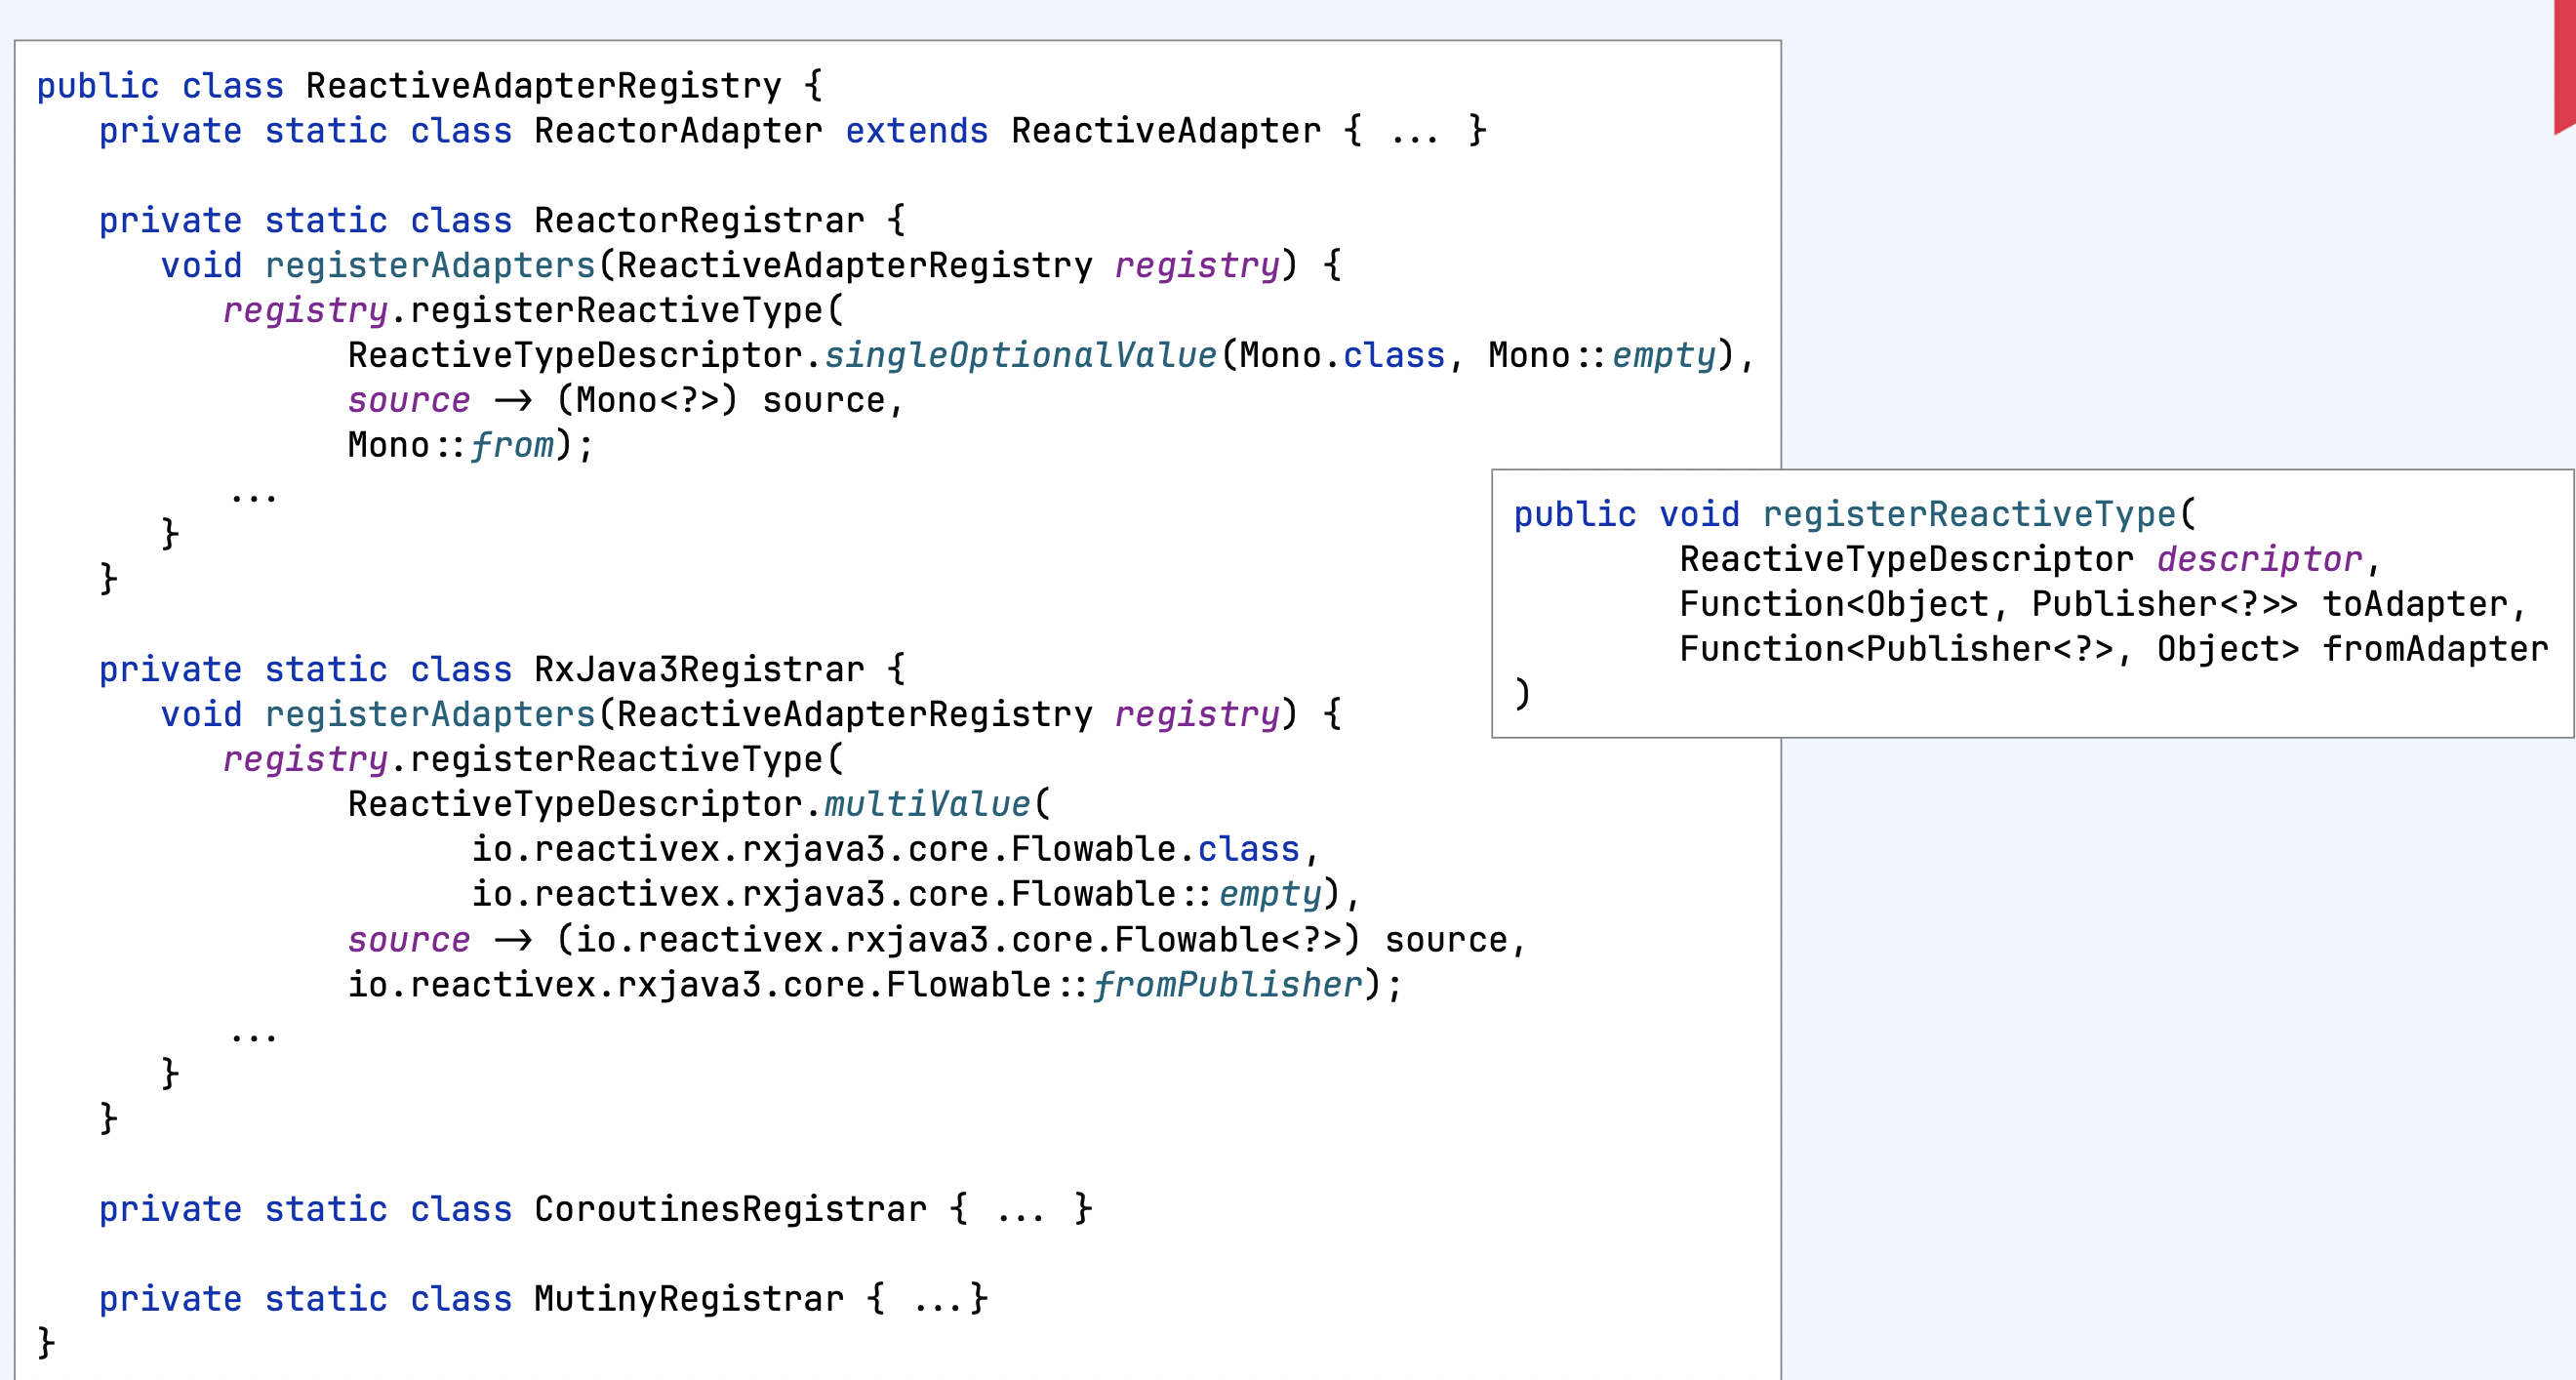 public class ReactiveAdapterRegistry {
   private static class ReactorAdapter extends ReactiveAdapter { ... }

   private static class ReactorRegistrar {
      void registerAdapters(ReactiveAdapterRegistry registry) {
         registry.registerReactiveType(
               ReactiveTypeDescriptor.singleOptionalValue(Mono.class, Mono::empty),
               source -> (Mono<?>) source,
               Mono::from);
         ...
      }
   }

   private static class RxJava3Registrar {
      void registerAdapters(ReactiveAdapterRegistry registry) {
         registry.registerReactiveType(
               ReactiveTypeDescriptor.multiValue(
                     io.reactivex.rxjava3.core.Flowable.class,
                     io.reactivex.rxjava3.core.Flowable::empty),
               source -> (io.reactivex.rxjava3.core.Flowable<?>) source,
               io.reactivex.rxjava3.core.Flowable::fromPublisher);
         ...
      }
   }

   private static class CoroutinesRegistrar { ... }

   private static class MutinyRegistrar { ...}
}
public void registerReactiveType(
        ReactiveTypeDescriptor descriptor,
        Function<Object, Publisher<?>> toAdapter,
        Function<Publisher<?>, Object> fromAdapter
)